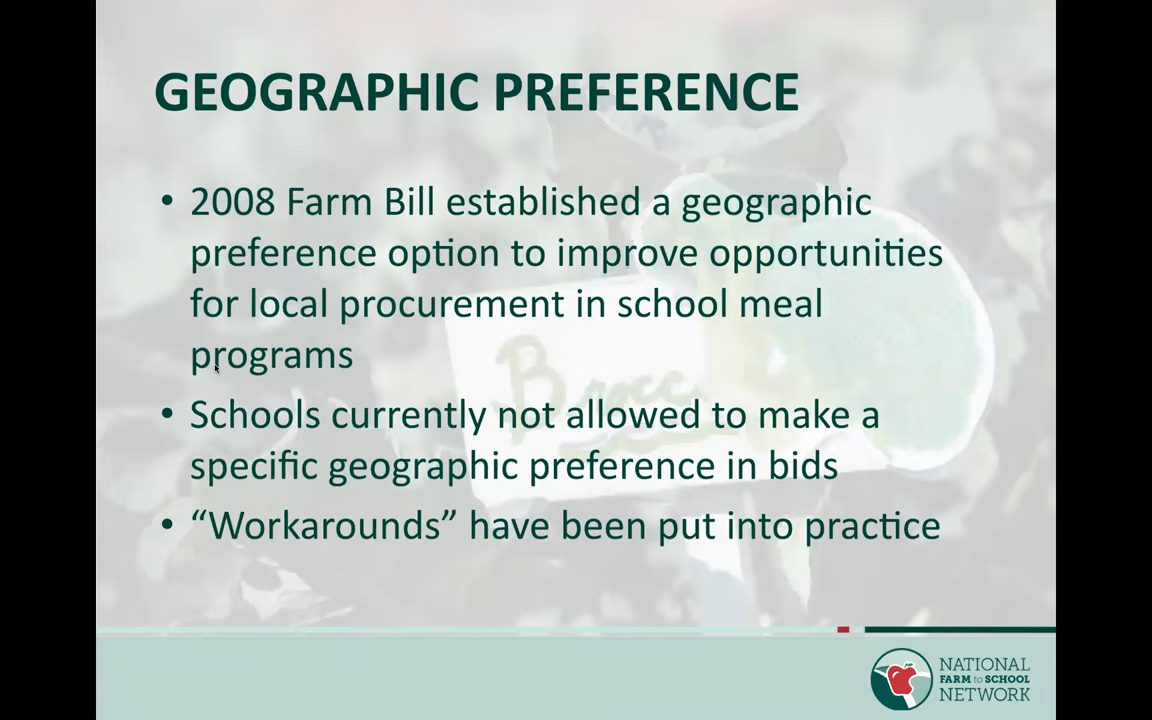 GEOGRAPHIC PREFERENCE
• 2008 Farm Bill established a geographic
preference option to improve opportunities
for local procurement in school meal
programs
• Schools currently not allowed to make a
specific geographic preference in bids
• “Workarounds” have been put into practice
NATIONAL
FARM to SCHOOL
NETWORK